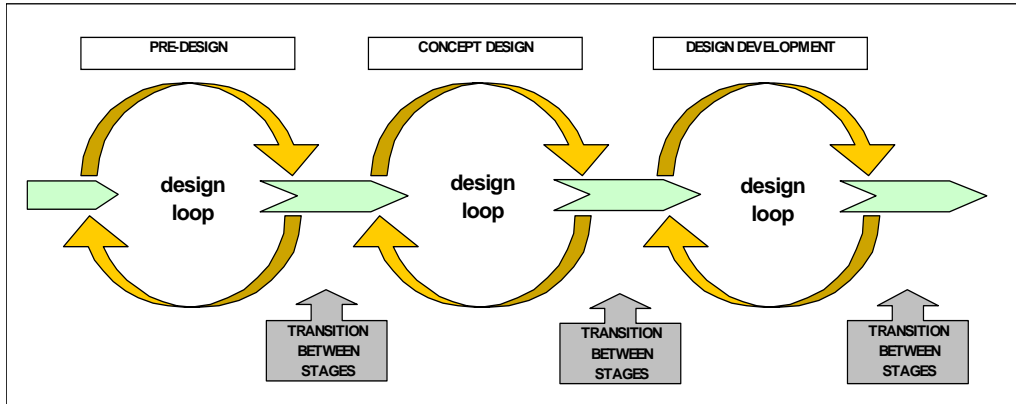 PRE-DESIGN
CONCEPT DESIGN
DESIGN DEVELOPMENT
design
loop
design
loop
design
loop
TRANSITION
BETWEEN
STAGES
TRANSITION
BETWEEN
STAGES
TRANSITION
BETWEEN
STAGES